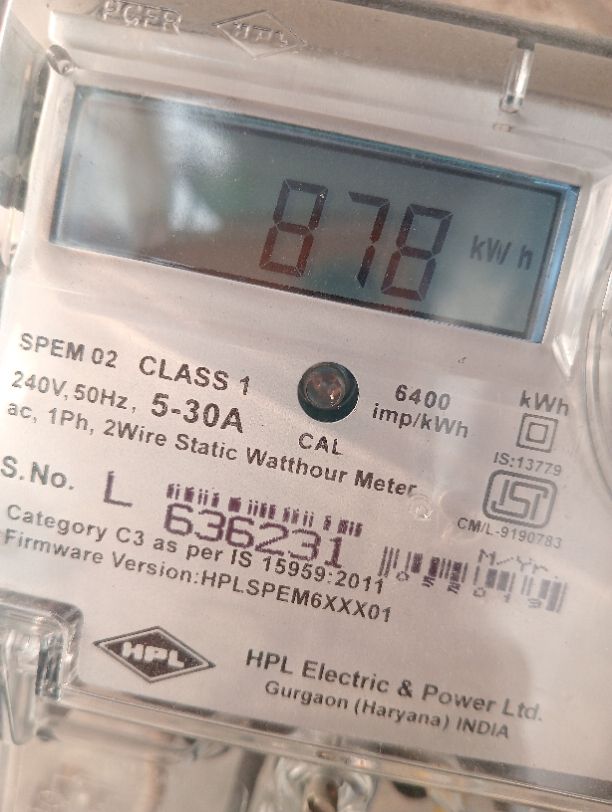 HPL
878 kWh
SPEM 02 CLASS 1
240V, 50Hz, 5-30A
ac, 1Ph, 2Wire Static Watthour Meter
CAL
6400
imp/kWh
kWh
IS:13779
ISI
CM/L-9190783
S.No. L 636231
M/Yr.
Category C3 as per IS 15959:2011
Firmware Version:HPLSPEM6XXX01
HPL
HPL Electric & Power Ltd.
Gurgaon (Haryana) INDIA